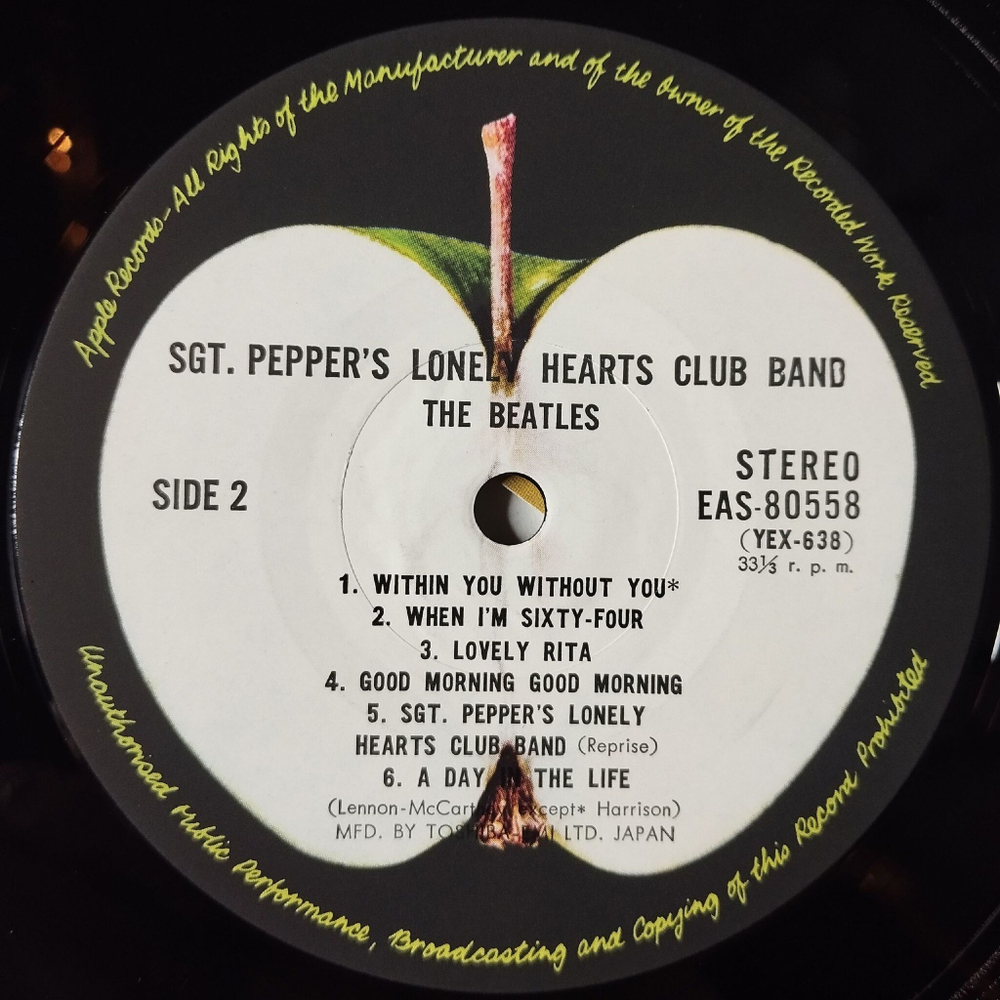 Apple Records-All Rights of the Manufacturer and of the Owner of the Recorded Work Reserved
SGT. PEPPER'S LONELY HEARTS CLUB BAND
THE BEATLES
SIDE 2
STEREO
EAS-80558
(YEX-638)
33⅓ r. p. m.
1. WITHIN YOU WITHOUT YOU*
2. WHEN I'M SIXTY-FOUR
3. LOVELY RITA
4. GOOD MORNING GOOD MORNING
5. SGT. PEPPER'S LONELY
HEARTS CLUB BAND (Reprise)
6. A DAY IN THE LIFE
(Lennon-McCartney except* Harrison)
MFD. BY TOSHIBA-EMI LTD. JAPAN
Unauthorised Public Performance, Broadcasting and Copying of this Record Prohibited